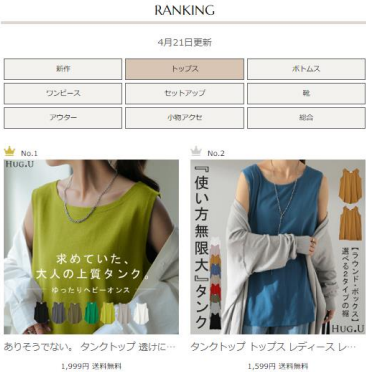 RANKING
4月21日更新
新作
トップス
ボトムス
ワンピース
セットアップ
靴
アウター
小物アクセ
総合
No.1
HUG.U
求めていた、
大人の上質タンク。
ゆったりヘビーオンス
ありそうでない。 タンクトップ 透けに…
1,999円 送料無料
No.2
『使い方無限大』タンク
【ラウンド・ボックス】
選べる2タイプの裾
HUG.U
タンクトップ トップス レディース レ…
1,599円 送料無料